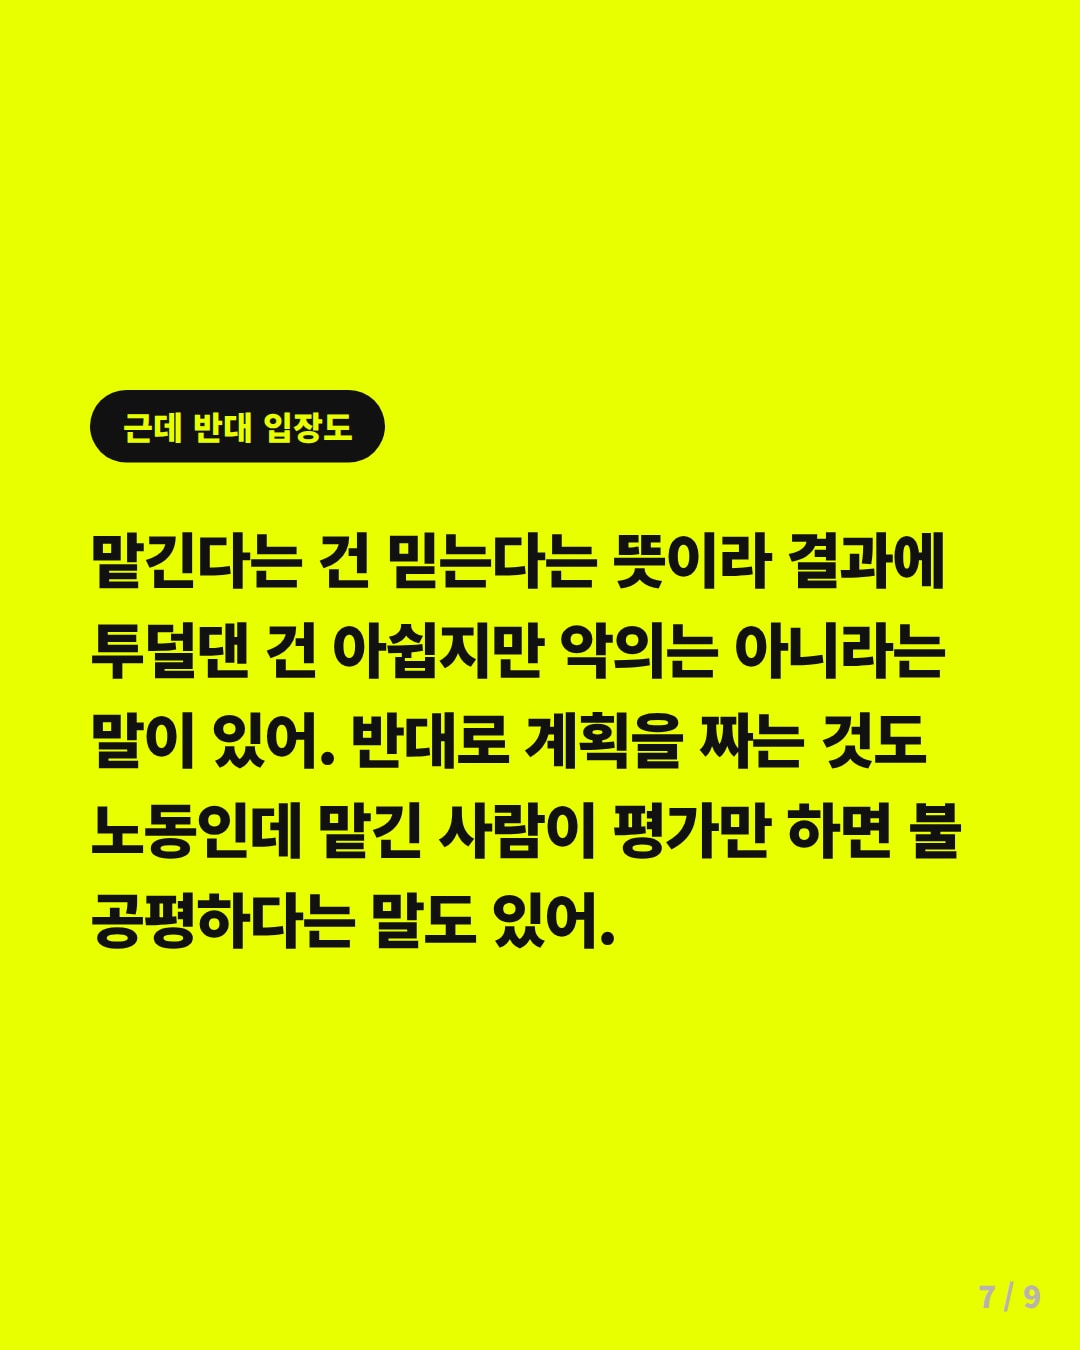 근데 반대 입장도
맡긴다는 건 믿는다는 뜻이라 결과에
투덜댄 건 아쉽지만 악의는 아니라는
말이 있어. 반대로 계획을 짜는 것도
노동인데 맡긴 사람이 평가만 하면 불
공평하다는 말도 있어.
7 / 9